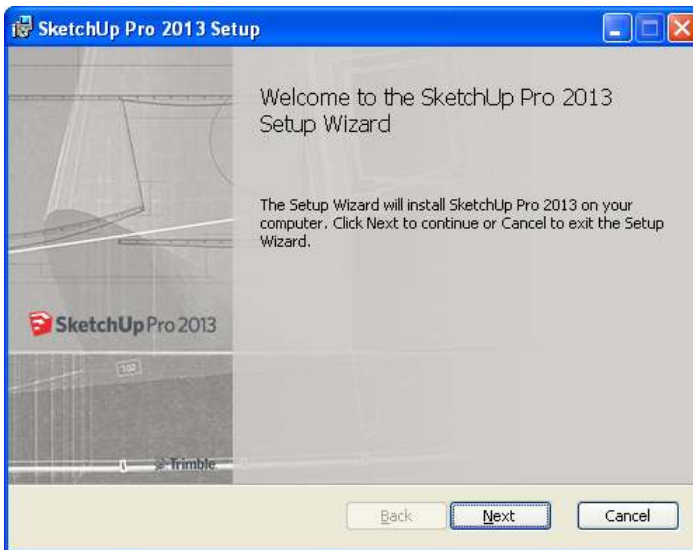 SketchUp Pro 2013 Setup
Welcome to the SketchUp Pro 2013
Setup Wizard
The Setup Wizard will install SketchUp Pro 2013 on your
computer. Click Next to continue or Cancel to exit the Setup
Wizard.
SketchUp Pro 2013
100
Trimble
Back
Next
Cancel